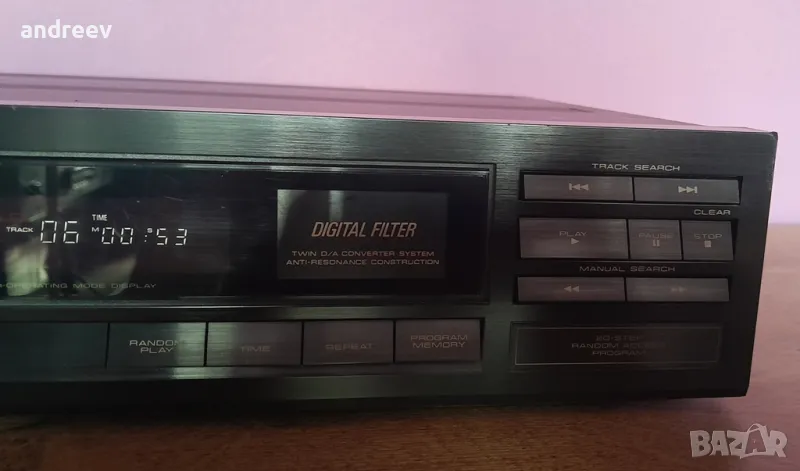 andreev
TRACK SEARCH
CLEAR
TIME
TRACK 06 M 00 : S 53
DIGITAL FILTER
TWIN D/A CONVERTER SYSTEM
ANTI-RESONANCE CONSTRUCTION
PLAY
PAUSE
STOP
MANUAL SEARCH
-OPERATING MODE DISPLAY
RANDOM
PLAY
TIME
REPEAT
PROGRAM
MEMORY
20-STEP
RANDOM ACCESS
PROGRAM
BAZAR